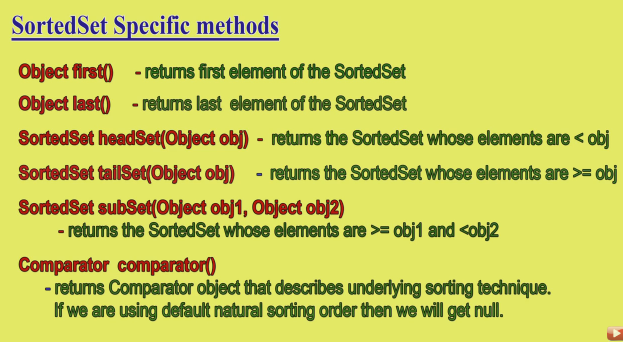 SortedSet Specific methods
Object first() - returns first element of the SortedSet
Object last() - returns last element of the SortedSet
SortedSet headSet(Object obj) - returns the SortedSet whose elements are < obj
SortedSet tailSet(Object obj) - returns the SortedSet whose elements are >= obj
SortedSet subSet(Object obj1, Object obj2)
- returns the SortedSet whose elements are >= obj1 and <obj2
Comparator comparator()
- returns Comparator object that describes underlying sorting technique.
If we are using default natural sorting order then we will get null.